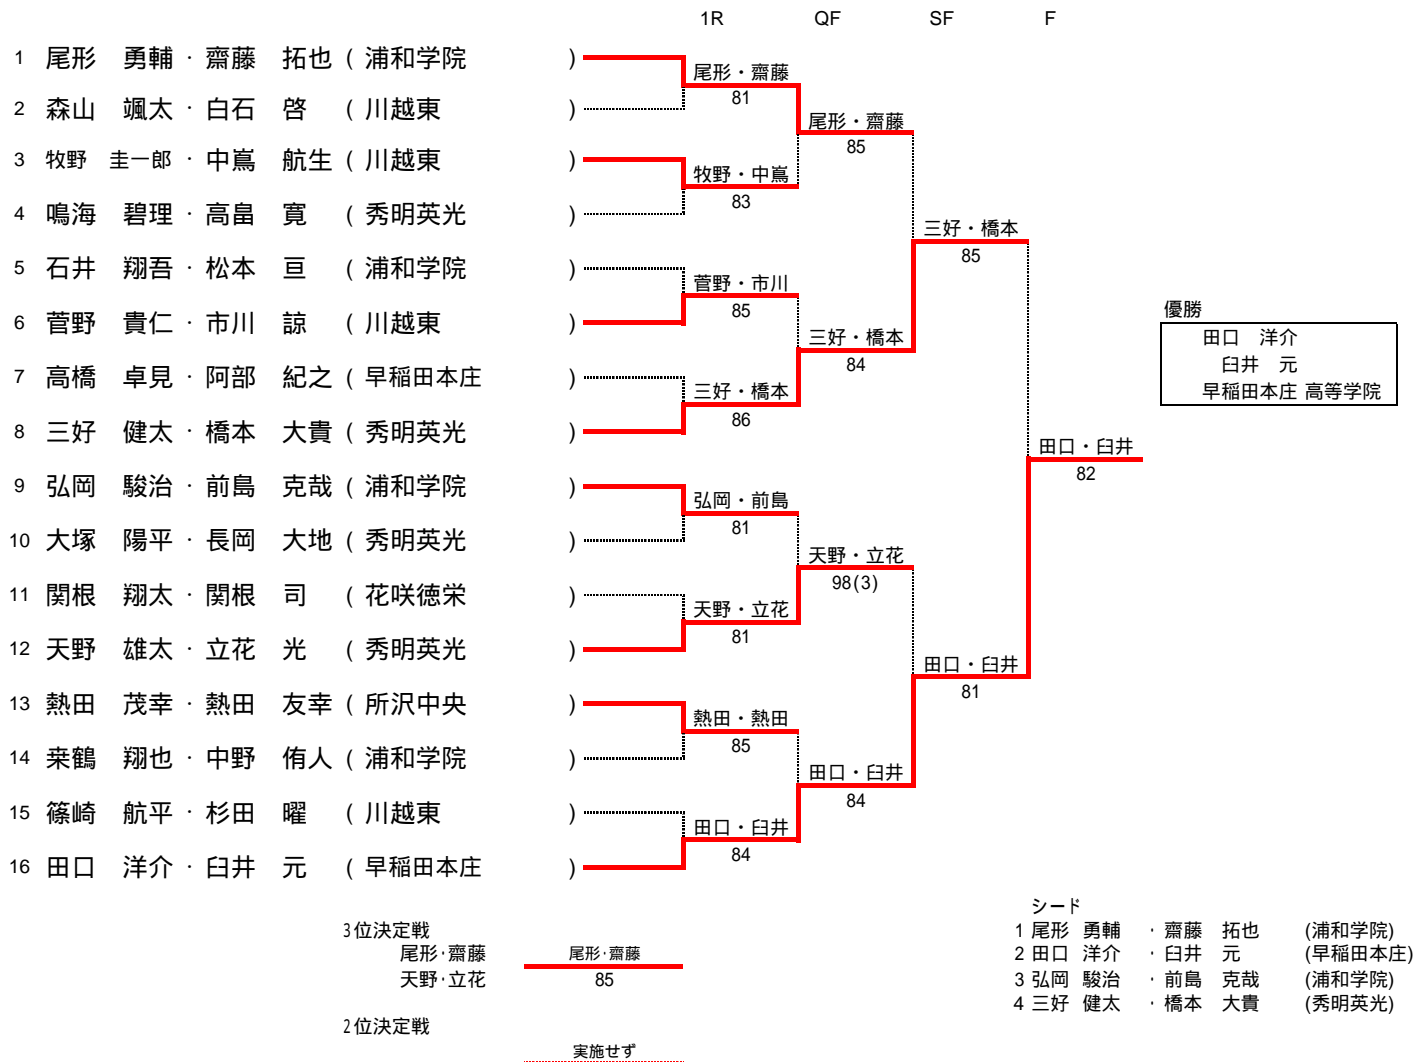 1R QF SF F
1 尾形 勇輔 · 齋藤 拓也 ( 浦和学院 )
2 森山 颯太 · 白石 啓 ( 川越東 )
3 牧野 圭一郎 · 中嶌 航生 ( 川越東 )
4 鳴海 碧理 · 高畠 寛 ( 秀明英光 )
5 石井 翔吾 · 松本 亘 ( 浦和学院 )
6 菅野 貴仁 · 市川 諒 ( 川越東 )
7 高橋 卓見 · 阿部 紀之 ( 早稲田本庄 )
8 三好 健太 · 橋本 大貴 ( 秀明英光 )
9 弘岡 駿治 · 前島 克哉 ( 浦和学院 )
10 大塚 陽平 · 長岡 大地 ( 秀明英光 )
11 関根 翔太 · 関根 司 ( 花咲徳栄 )
12 天野 雄太 · 立花 光 ( 秀明英光 )
13 熱田 茂幸 · 熱田 友幸 ( 所沢中央 )
14 桒鶴 翔也 · 中野 侑人 ( 浦和学院 )
15 篠崎 航平 · 杉田 曜 ( 川越東 )
16 田口 洋介 · 臼井 元 ( 早稲田本庄 )
尾形・齋藤
81
牧野・中嶌
83
菅野・市川
85
三好・橋本
86
弘岡・前島
81
天野・立花
81
熱田・熱田
85
田口・臼井
84
尾形・齋藤
85
三好・橋本
84
天野・立花
98(3)
田口・臼井
84
三好・橋本
85
田口・臼井
81
田口・臼井
82
優勝
田口 洋介
臼井 元
早稲田本庄 高等学院
3位決定戦
尾形·齋藤
天野·立花
尾形·齋藤
85
2位決定戦
実施せず
シード
1 尾形 勇輔 · 齋藤 拓也 (浦和学院)
2 田口 洋介 · 臼井 元 (早稲田本庄)
3 弘岡 駿治 · 前島 克哉 (浦和学院)
4 三好 健太 · 橋本 大貴 (秀明英光)